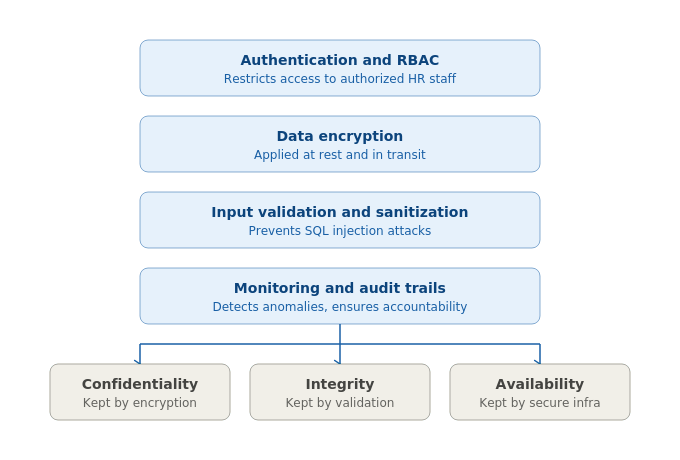 Authentication and RBAC
Restricts access to authorized HR staff
Data encryption
Applied at rest and in transit
Input validation and sanitization
Prevents SQL injection attacks
Monitoring and audit trails
Detects anomalies, ensures accountability
Confidentiality
Kept by encryption
Integrity
Kept by validation
Availability
Kept by secure infra